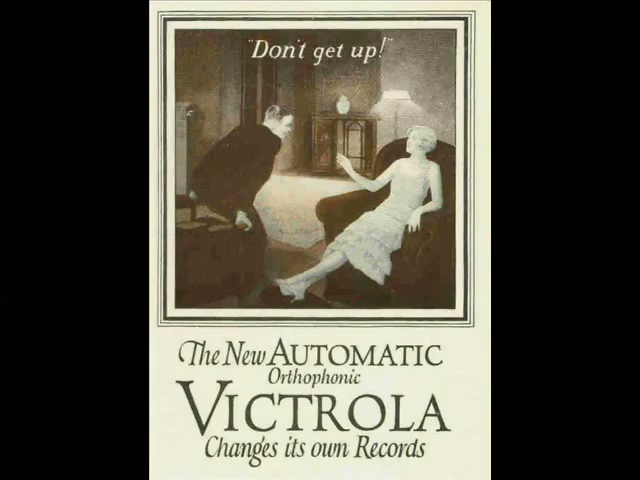 "Don't get up!"
The New AUTOMATIC
Orthophonic
VICTROLA
Changes its own Records